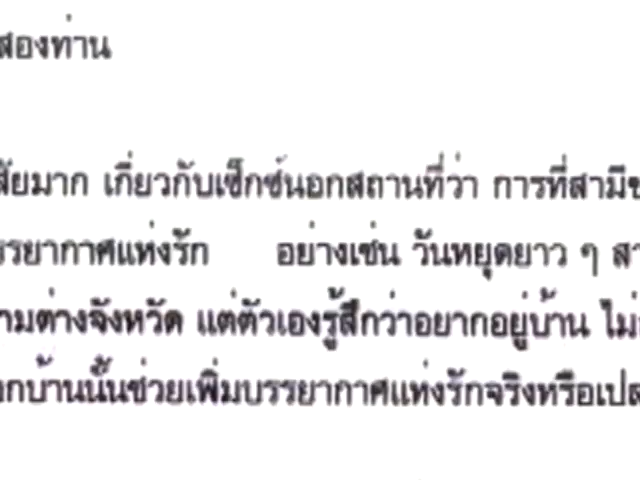 สองท่าน
สัยมาก เกี่ยวกับเซ็กซ์นอกสถานที่ว่า การที่สามี
บรรยากาศแห่งรัก อย่างเช่น วันหยุดยาว ๆ
ตามต่างจังหวัด แต่ตัวเองรู้สึกว่าอยากอยู่บ้าน ไม่
กบ้านนั้นช่วยเพิ่มบรรยากาศแห่งรักจริงหรือเปล